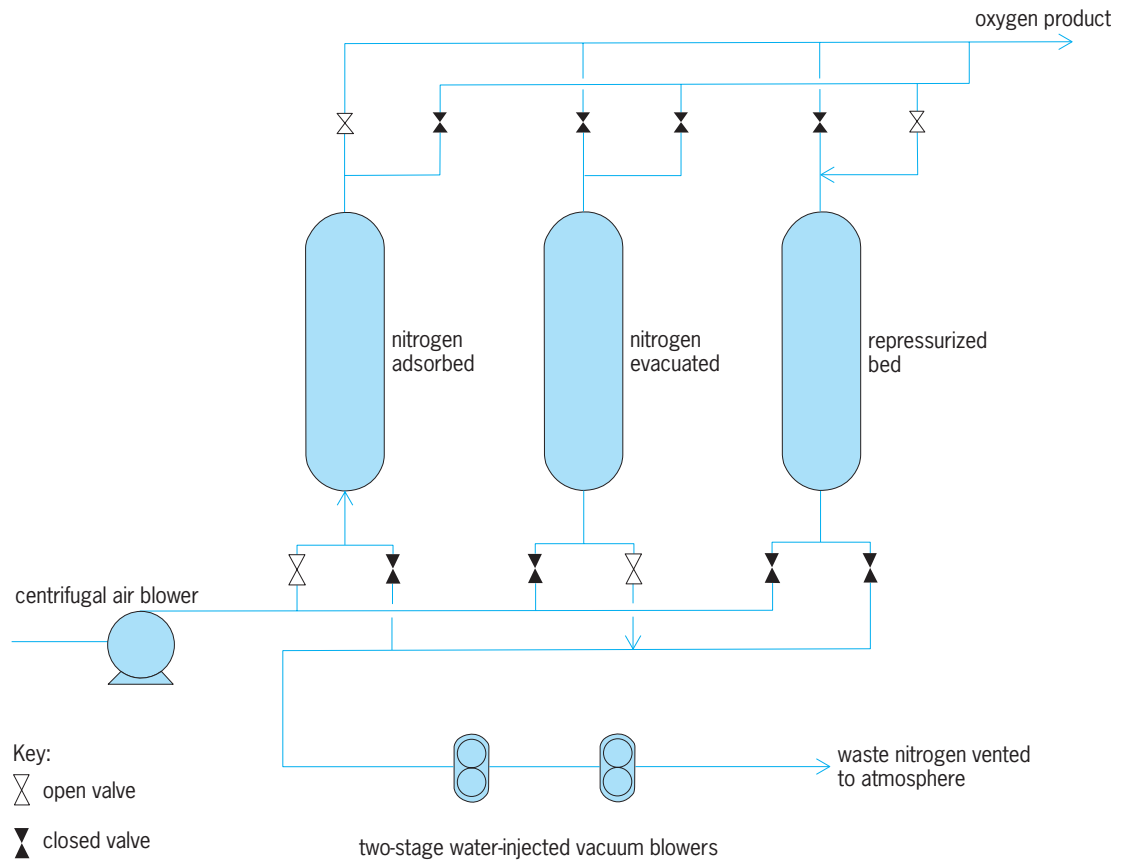 oxygen product
nitrogen
adsorbed
nitrogen
evacuated
repressurized
bed
centrifugal air blower
Key:
open valve
closed valve
waste nitrogen vented
to atmosphere
two-stage water-injected vacuum blowers